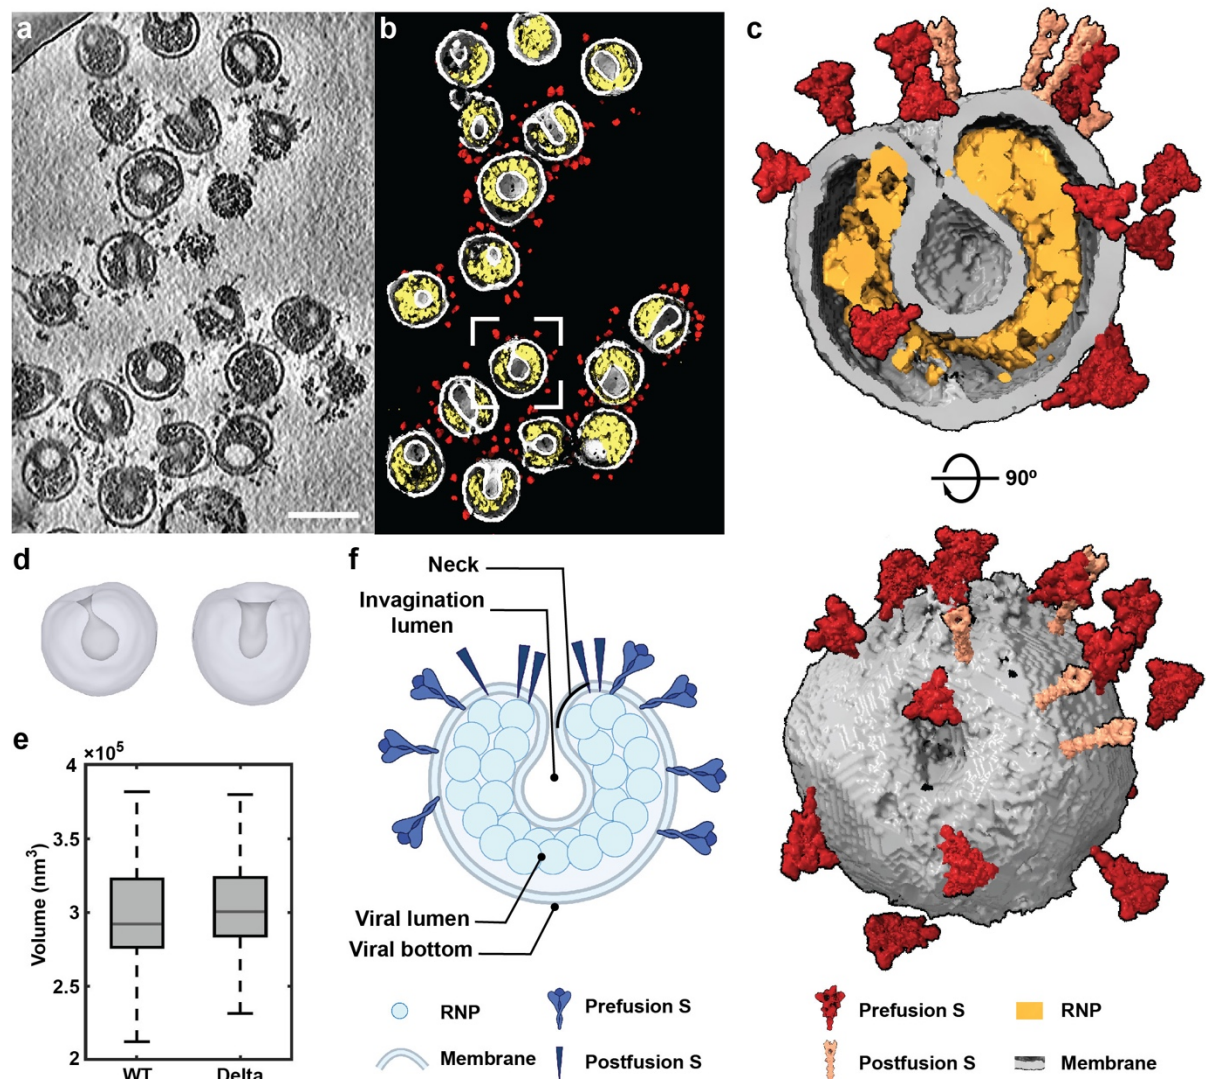 a
b
c
90º
d
e
×10⁵
4
3.5
3
2.5
2
Volume (nm³)
WT
Delta
f
Neck
Invagination
lumen
Viral lumen
Viral bottom
RNP
Prefusion S
Membrane
Postfusion S
Prefusion S
RNP
Postfusion S
Membrane